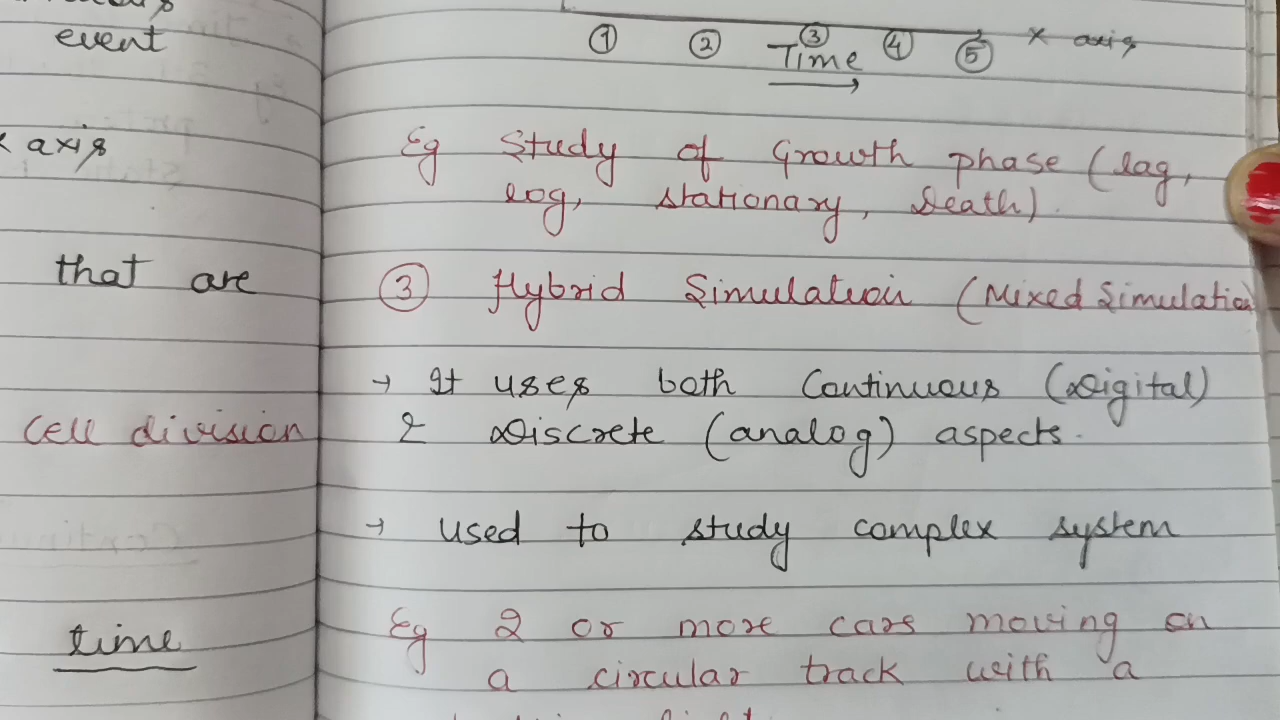 event
axis
that are
cell division
time
① ② ③ ④ ⑤ x axis
Time
Eg Study of Growth phase (lag,
log, stationary, Death).
③ Hybrid Simulation (Mixed Simulation
→ It uses both Continuous (Digital)
& Discrete (analog) aspects.
→ used to study complex system
Eg 2 or more cars moving on
a circular track with a